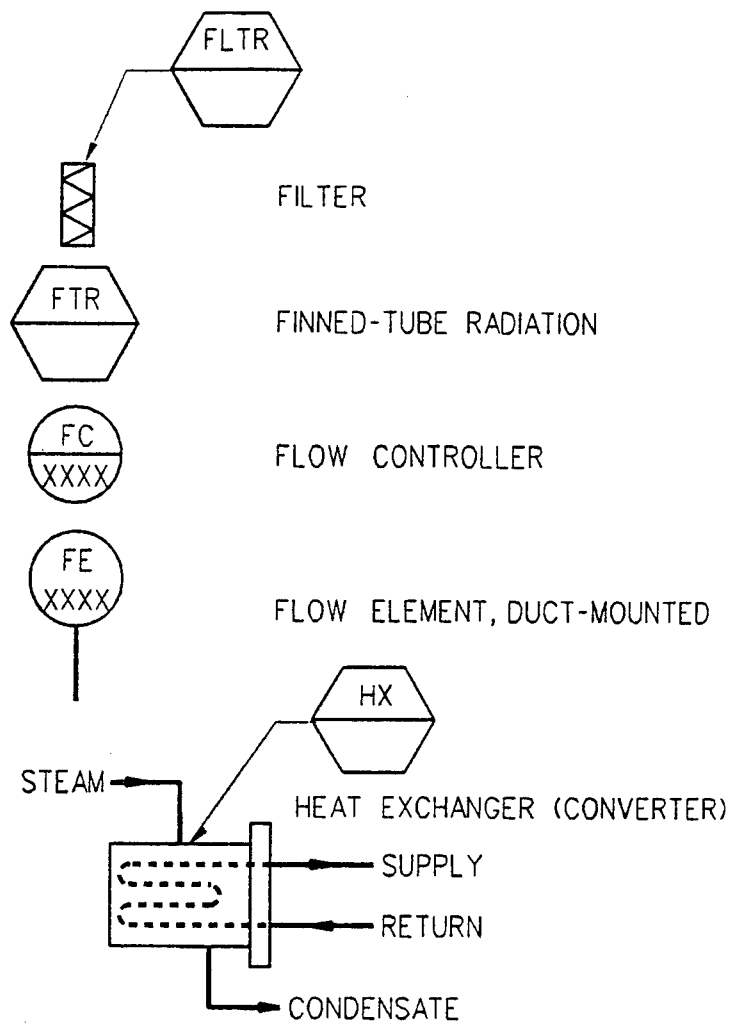 FLTR
FILTER
FTR
FINNED-TUBE RADIATION
FC
XXXX
FLOW CONTROLLER
FE
XXXX
FLOW ELEMENT, DUCT-MOUNTED
HX
STEAM
HEAT EXCHANGER (CONVERTER)
SUPPLY
RETURN
CONDENSATE